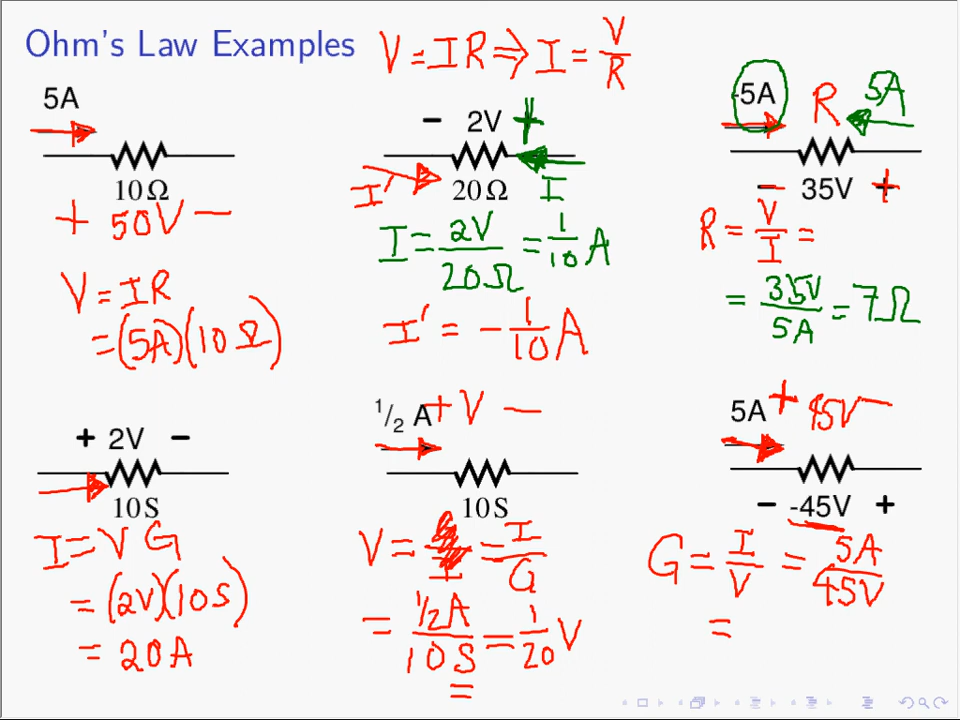 Ohm's Law Examples
V = IR ⇒ I = V/R
5A
10Ω
+ 50V −
V = IR
= (5A)(10Ω)
− 2V +
20Ω
I' I
I = 2V/20Ω = 1/10 A
I' = − 1/10 A
-5A R 5A
− 35V +
R = V/I =
= 35V/5A = 7Ω
+ 2V −
10S
I = VG
= (2V)(10S)
= 20A
1/2 A + V −
10S
V = = I/G
= ½A/10S = 1/20 V
=
5A + 45V −
− -45V +
G = I/V = 5A/45V
=